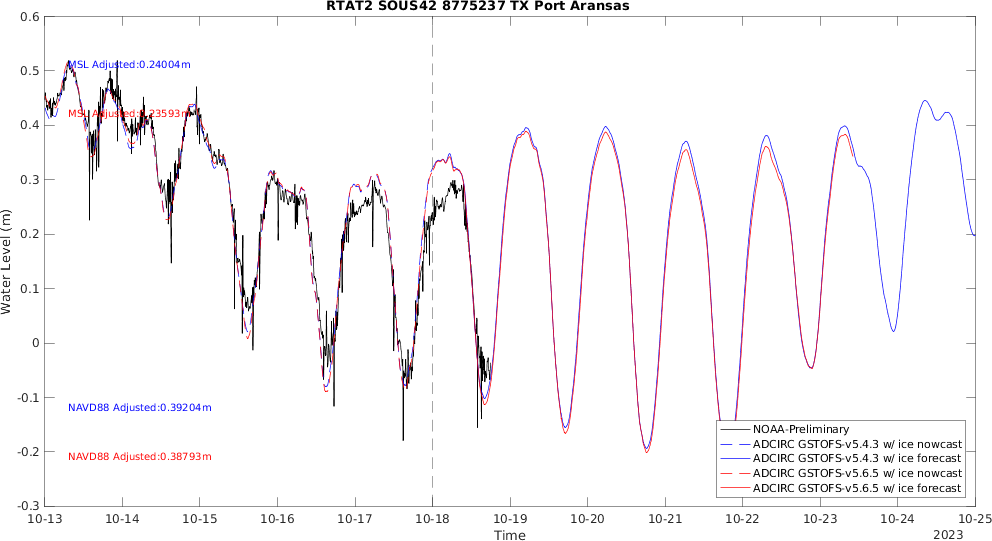 RTAT2 SOUS42 8775237 TX Port Aransas
0.6
0.5
0.4
0.3
0.2
0.1
0
-0.1
-0.2
-0.3
Water Level (m)
MSL Adjusted:0.24004m
MSL Adjusted:0.23593m
NAVD88 Adjusted:0.39204m
NAVD88 Adjusted:0.38793m
NOAA-Preliminary
ADCIRC GSTOFS-v5.4.3 w/ ice nowcast
ADCIRC GSTOFS-v5.4.3 w/ ice forecast
ADCIRC GSTOFS-v5.6.5 w/ ice nowcast
ADCIRC GSTOFS-v5.6.5 w/ ice forecast
10-13 10-14 10-15 10-16 10-17 10-18 10-19 10-20 10-21 10-22 10-23 10-24 10-25
Time
2023